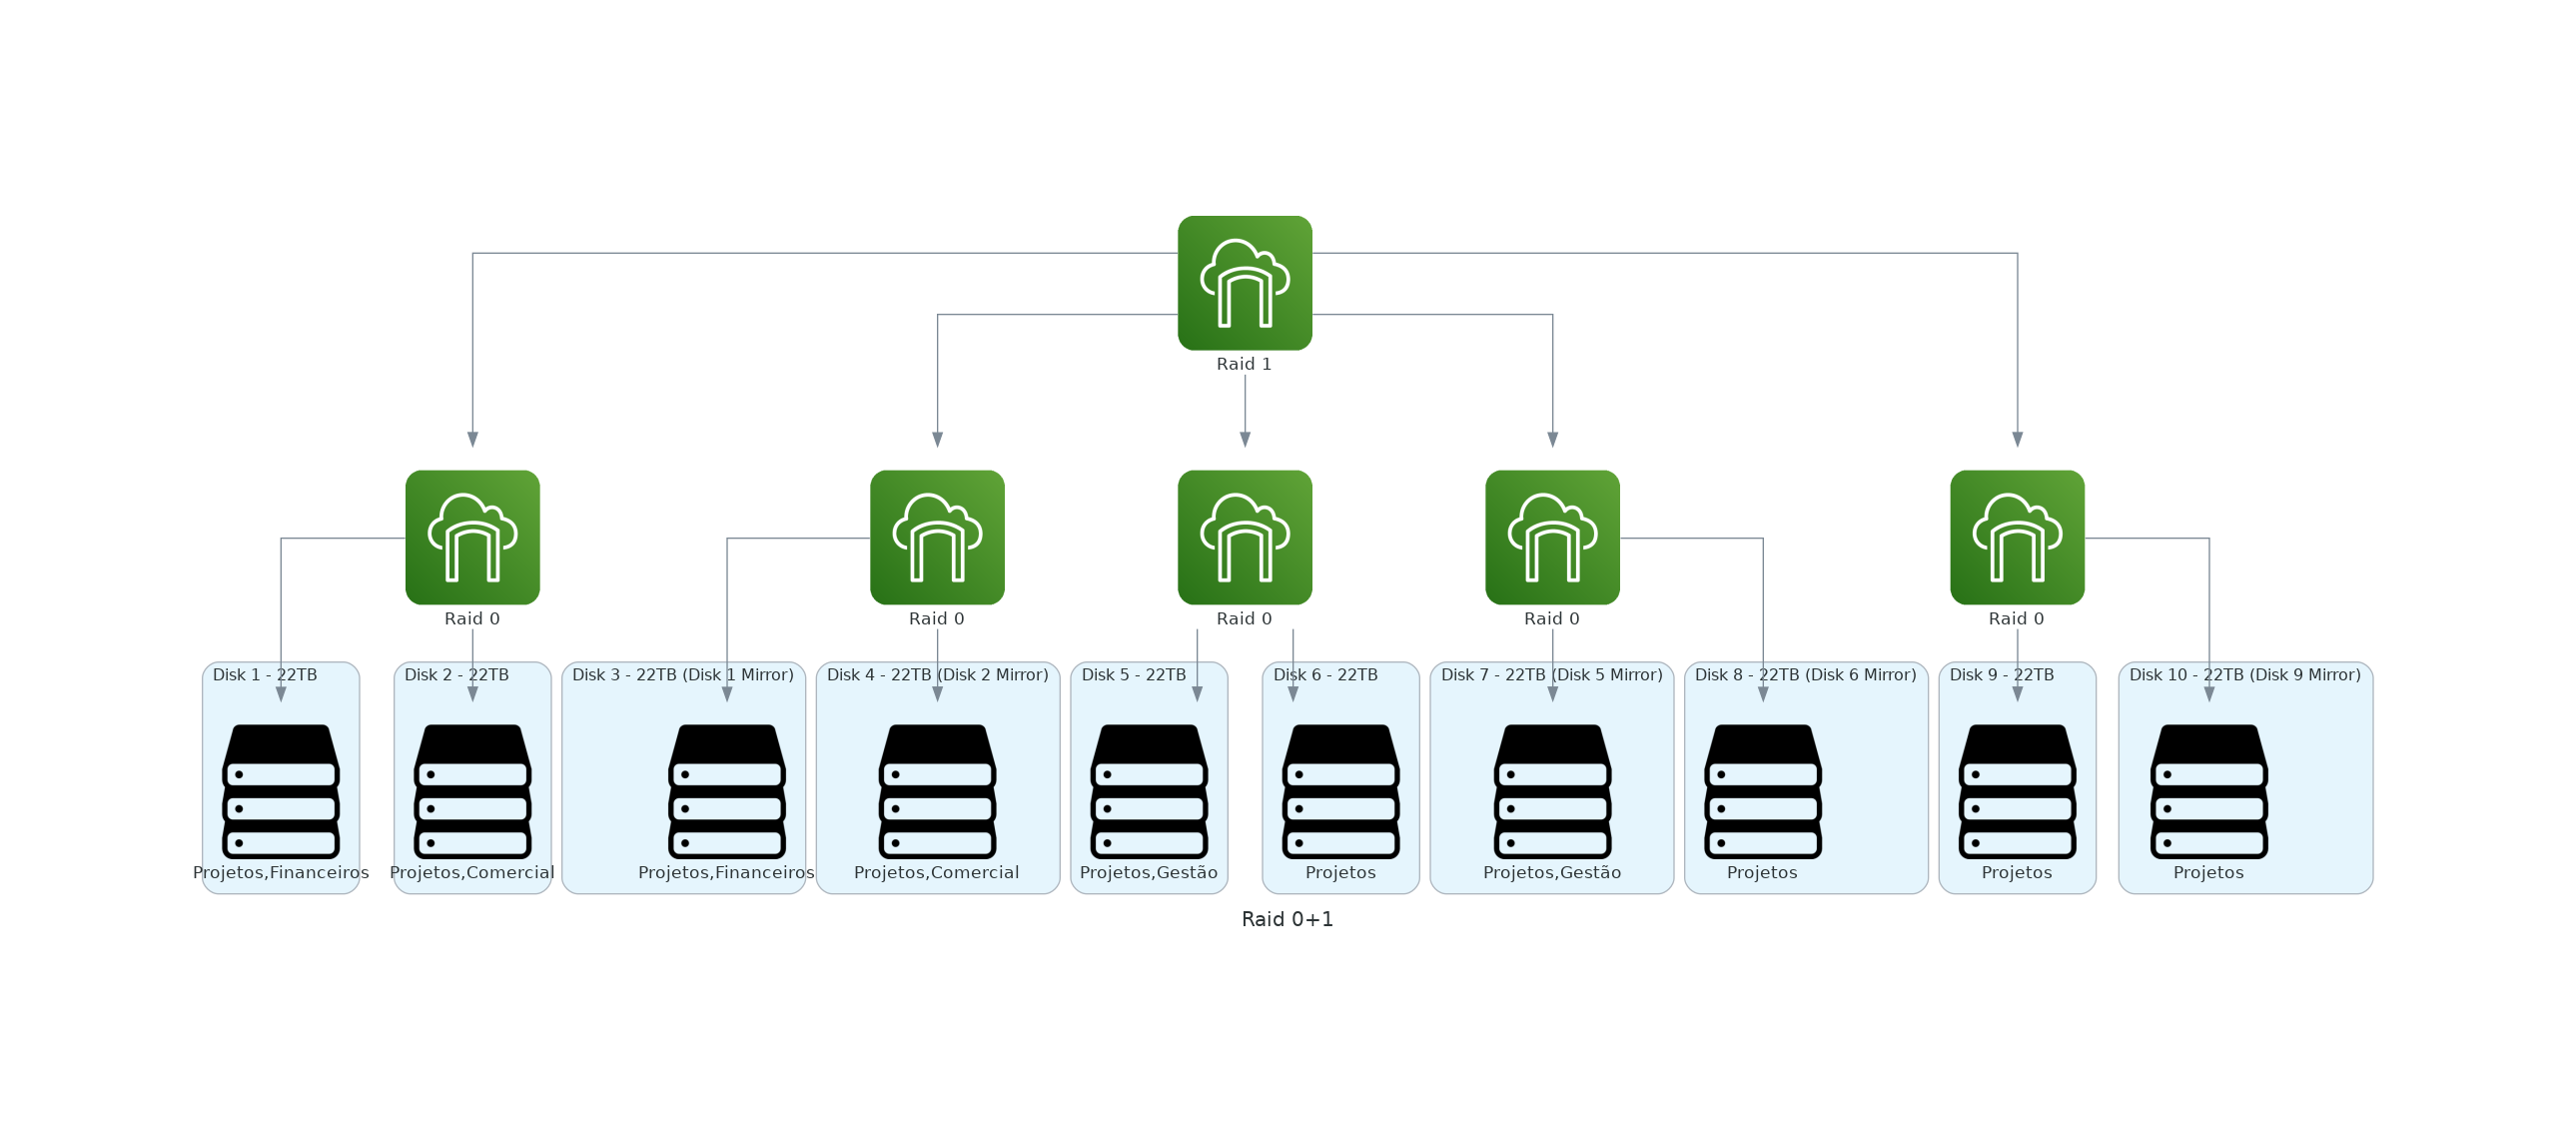 Raid 1
Raid 0
Raid 0
Raid 0
Raid 0
Raid 0
Disk 1 - 22TB
Disk 2 - 22TB
Disk 3 - 22TB (Disk 1 Mirror)
Disk 4 - 22TB (Disk 2 Mirror)
Disk 5 - 22TB
Disk 6 - 22TB
Disk 7 - 22TB (Disk 5 Mirror)
Disk 8 - 22TB (Disk 6 Mirror)
Disk 9 - 22TB
Disk 10 - 22TB (Disk 9 Mirror)
Projetos,Financeiros
Projetos,Comercial
Projetos,Financeiros
Projetos,Comercial
Projetos,Gestão
Projetos
Projetos,Gestão
Projetos
Projetos
Projetos
Raid 0+1